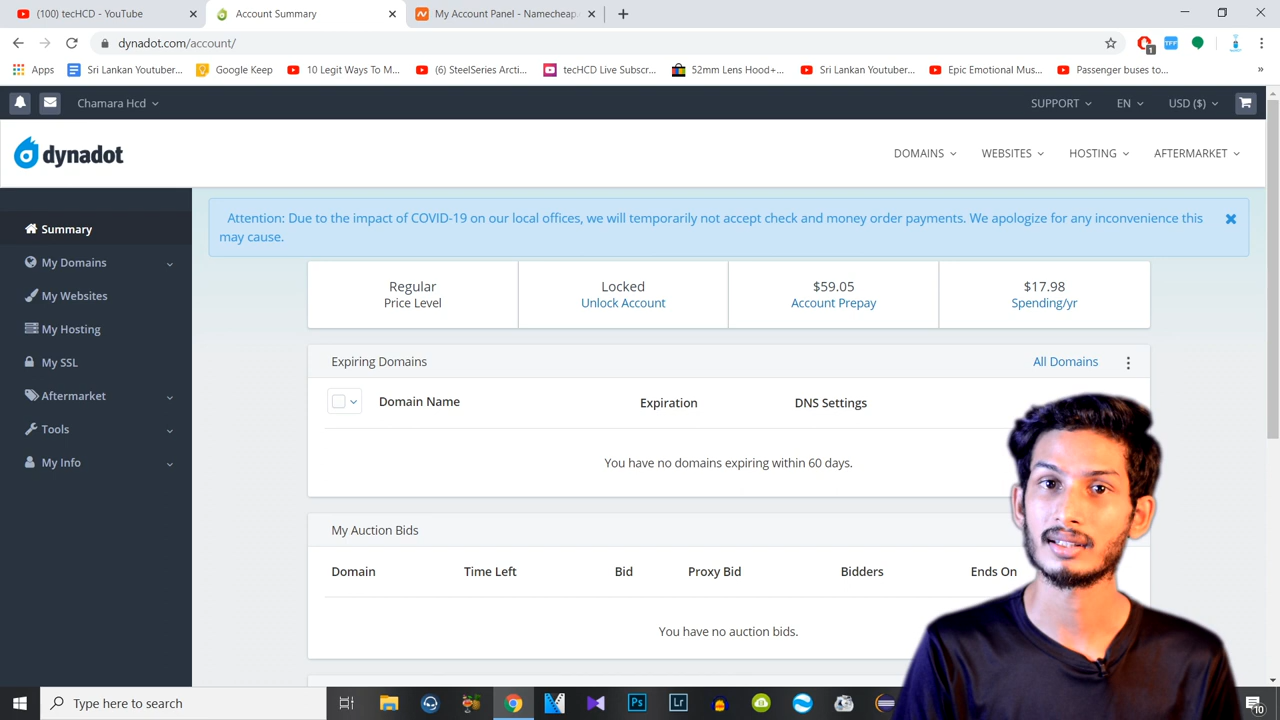 (100) tecHCD - YouTube
Account Summary
My Account Panel - Namecheap.
dynadot.com/account/
1
TFF
Apps
Sri Lankan Youtuber...
Google Keep
10 Legit Ways To M...
(6) SteelSeries Arcti...
tecHCD Live Subscr...
52mm Lens Hood+...
Sri Lankan Youtuber...
Epic Emotional Mus...
Passenger buses to...
»
Chamara Hcd
SUPPORT
EN
USD ($)
dynadot
DOMAINS
WEBSITES
HOSTING
AFTERMARKET
Attention: Due to the impact of COVID-19 on our local offices, we will temporarily not accept check and money order payments. We apologize for any inconvenience this
may cause.
Summary
My Domains
My Websites
My Hosting
My SSL
Aftermarket
Tools
My Info
Regular
Price Level
Locked
Unlock Account
$59.05
Account Prepay
$17.98
Spending/yr
Expiring Domains
All Domains
Domain Name
Expiration
DNS Settings
You have no domains expiring within 60 days.
My Auction Bids
Domain
Time Left
Bid
Proxy Bid
Bidders
Ends On
You have no auction bids.
Type here to search
Ps
Lr
10